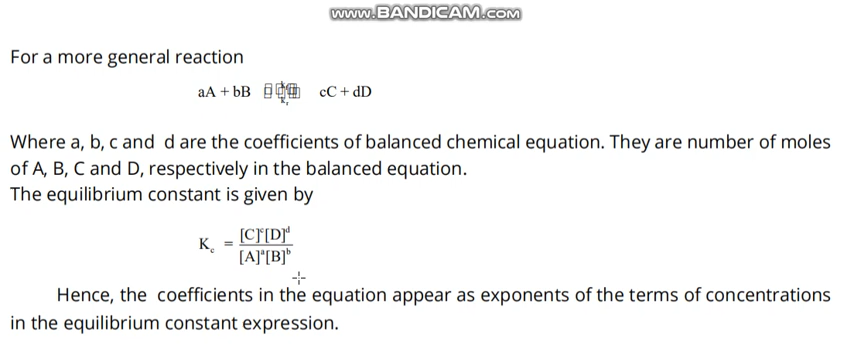 www.BANDICAM.COM
For a more general reaction
aA + bB cC + dD
Where a, b, c and d are the coefficients of balanced chemical equation. They are number of moles
of A, B, C and D, respectively in the balanced equation.
The equilibrium constant is given by
K_c = [C]^c[D]^d
[A]^a[B]^b
Hence, the coefficients in the equation appear as exponents of the terms of concentrations
in the equilibrium constant expression.